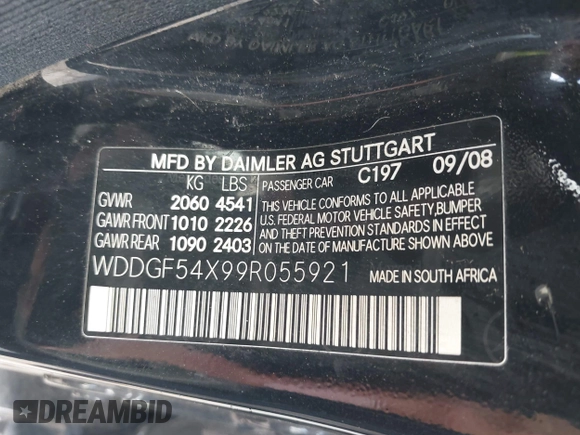 MFD BY DAIMLER AG STUTTGART
KG LBS PASSENGER CAR C197 09/08
GVWR 2060 4541
GAWR FRONT 1010 2226
GAWR REAR 1090 2403
THIS VEHICLE CONFORMS TO ALL APPLICABLE
U.S. FEDERAL MOTOR VEHICLE SAFETY, BUMPER
AND THEFT PREVENTION STANDARDS IN EFFECT
ON THE DATE OF MANUFACTURE SHOWN ABOVE.
WDDGF54X99R055921 MADE IN SOUTH AFRICA
DREAMBID